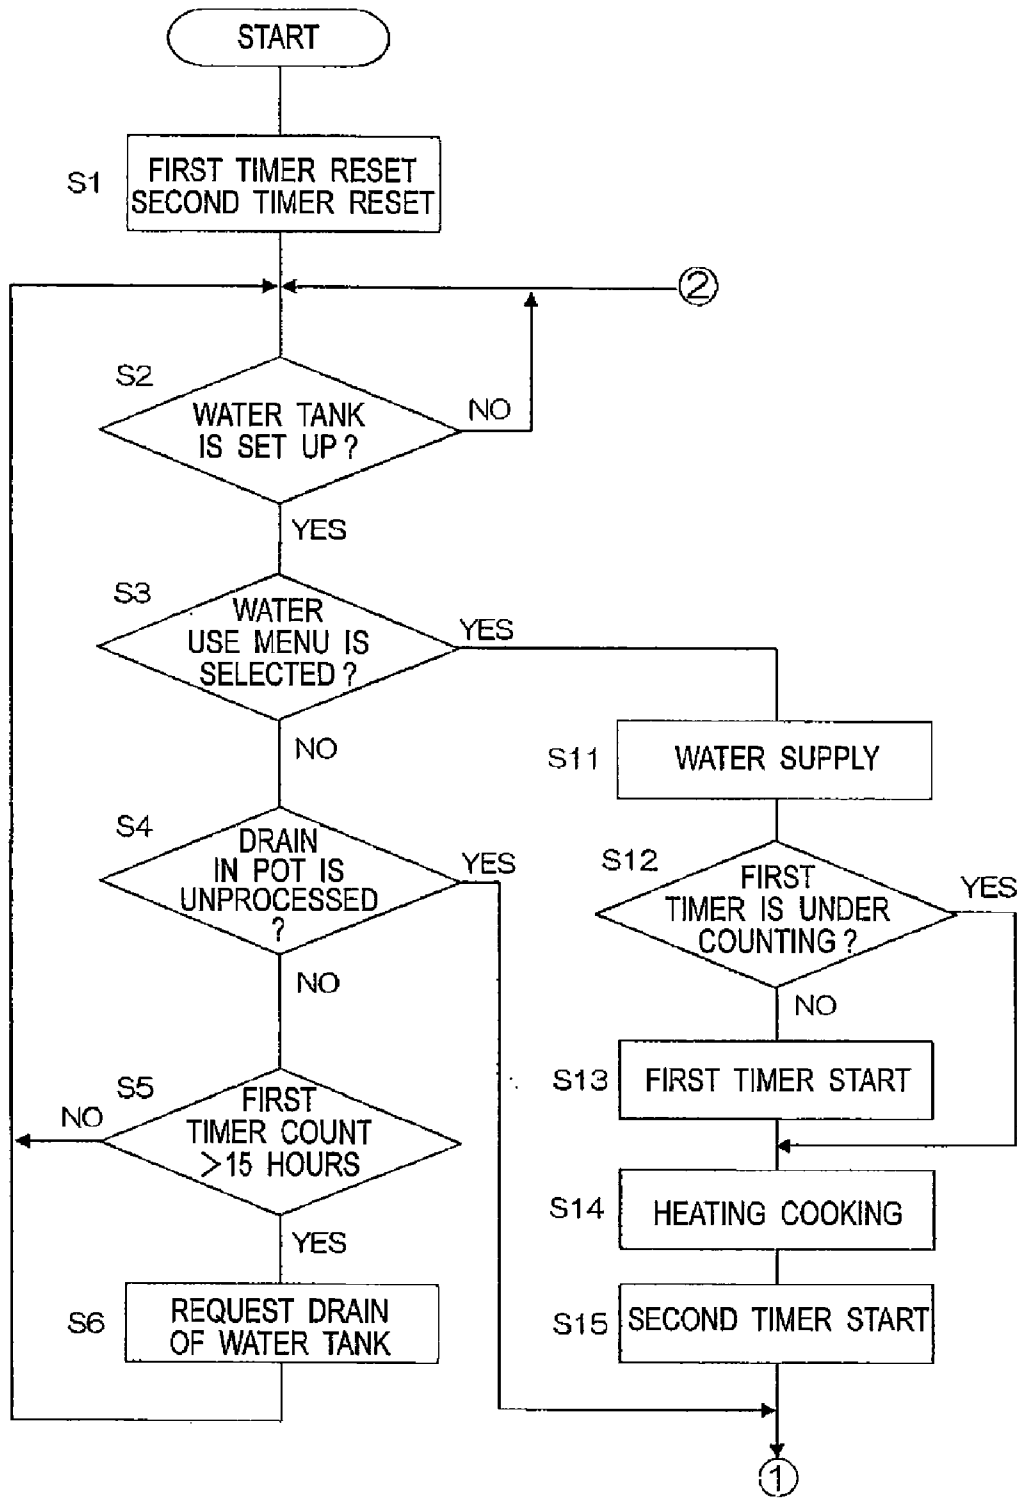 START
S1
FIRST TIMER RESET
SECOND TIMER RESET
2
S2
WATER TANK
IS SET UP?
NO
YES
S3
WATER
USE MENU IS
SELECTED?
YES
NO
S11
WATER SUPPLY
S4
DRAIN
IN POT IS
UNPROCESSED
?
YES
NO
S12
FIRST
TIMER IS UNDER
COUNTING?
YES
NO
S13
FIRST TIMER START
S5
FIRST
TIMER COUNT
>15 HOURS
NO
YES
S14
HEATING COOKING
S6
REQUEST DRAIN
OF WATER TANK
S15
SECOND TIMER START
1